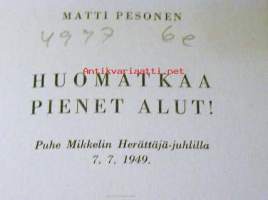 MATTI PESONEN
4977 6e
Antikvariaatti.net
HUOMATKAA
PIENET ALUT!
Puhe Mikkelin Herättäjä-juhlilla
7. 7. 1949.